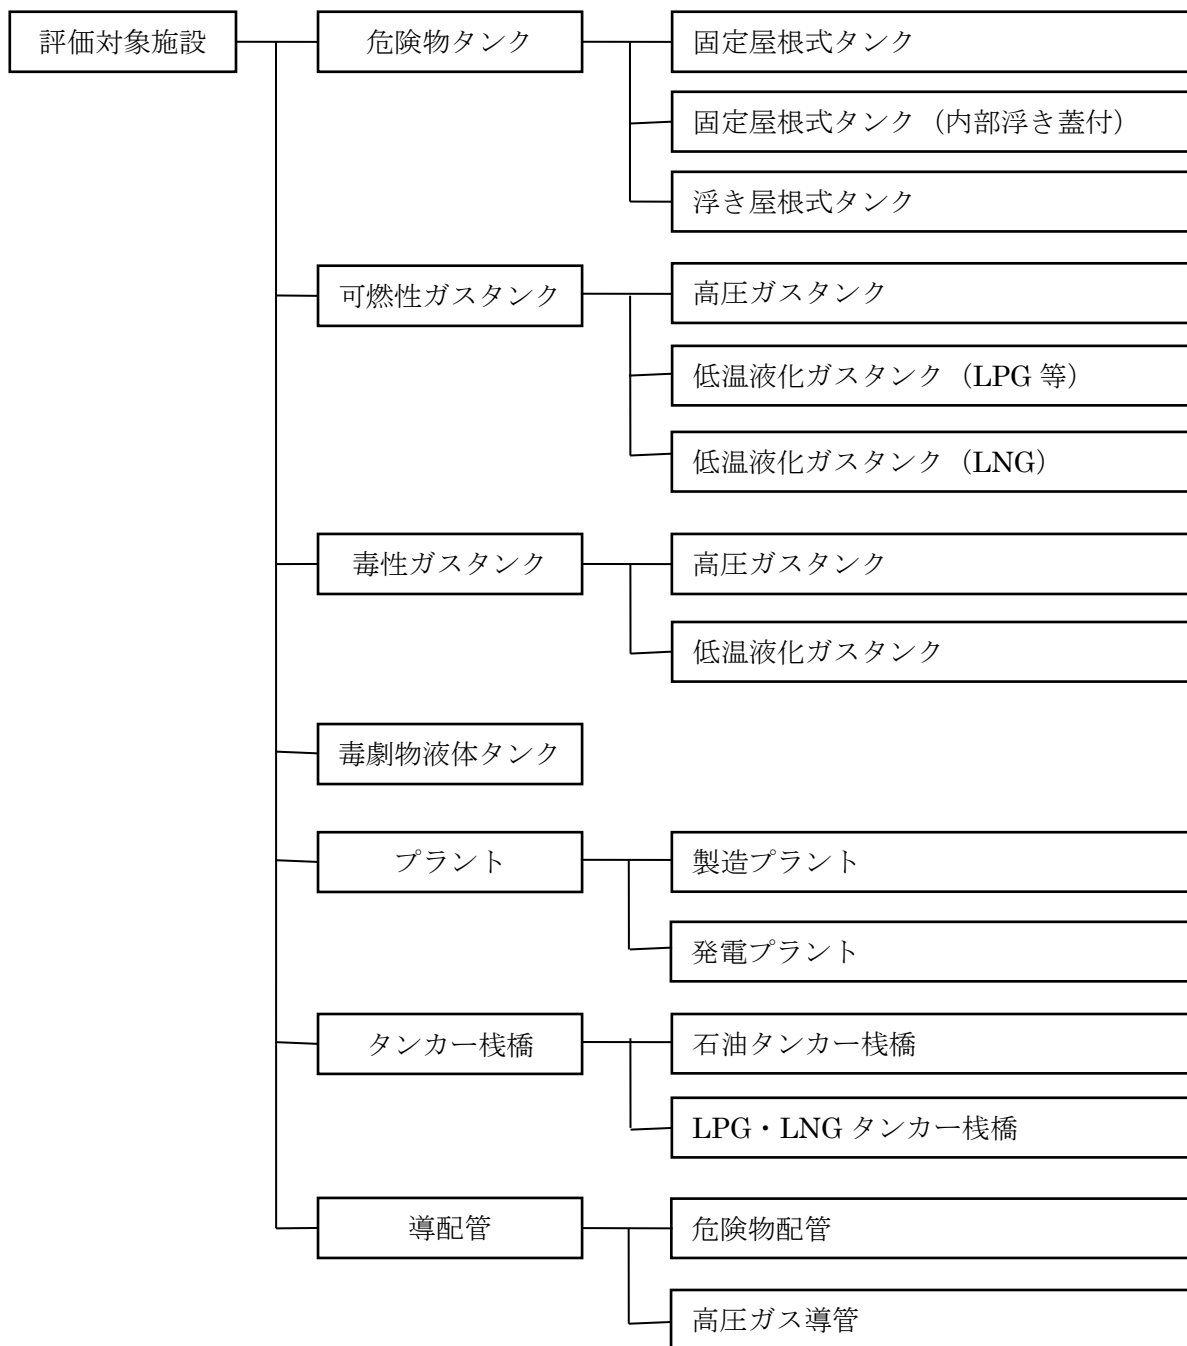 評価対象施設
危険物タンク
固定屋根式タンク
固定屋根式タンク（内部浮き蓋付）
浮き屋根式タンク
可燃性ガスタンク
高圧ガスタンク
低温液化ガスタンク（LPG 等）
低温液化ガスタンク（LNG）
毒性ガスタンク
高圧ガスタンク
低温液化ガスタンク
毒劇物液体タンク
プラント
製造プラント
発電プラント
タンカー桟橋
石油タンカー桟橋
LPG・LNG タンカー桟橋
導配管
危険物配管
高圧ガス導管